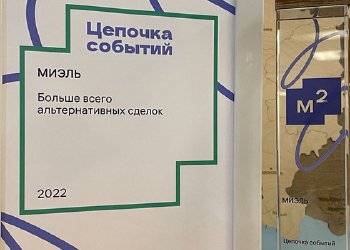 Цепочка
событий
МИЭЛЬ
Больше всего
альтернативных сделок
2022
М²
МИЭЛЬ
Цепочка событий